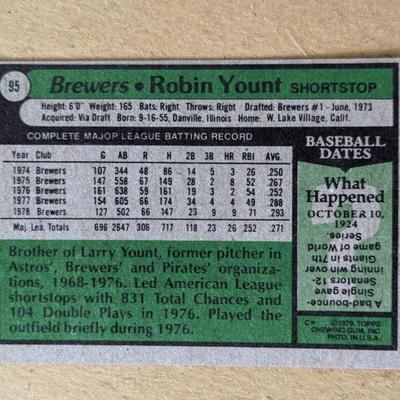 95
Brewers • Robin Yount SHORTSTOP
Height: 6'0" Weight: 165 Bats: Right Throws: Right Drafted: Brewers #1 - June, 1973
Acquired: Via Draft Born: 9-16-55, Danville, Illinois Home: W. Lake Village, Calif.
COMPLETE MAJOR LEAGUE BATTING RECORD
Year Club G AB R H 2B 3B HR RBI AVG.
1974 Brewers 107 344 48 86 14 5 3 26 .250
1975 Brewers 147 558 67 149 28 2 8 52 .267
1976 Brewers 161 638 59 161 19 3 2 54 .252
1977 Brewers 154 605 66 174 34 4 4 49 .288
1978 Brewers 127 502 66 147 23 9 9 71 .293
Maj. Lea. Totals 696 2647 306 717 118 23 26 252 .271
Brother of Larry Yount, former pitcher in
Astros', Brewers' and Pirates' organiza-
tions, 1968-1976. Led American League
shortstops with 831 Total Chances and
104 Double Plays in 1976. Played the
outfield briefly during 1976.
BASEBALL
DATES
What
Happened
OCTOBER 10,
1924
A bad-bounce
single gave
Senators 12-
inning win over
Giants in 7th
game of World
Series.
C* ©1979, TOPPS
CHEWING GUM, INC
PRTD. IN U.S.A.